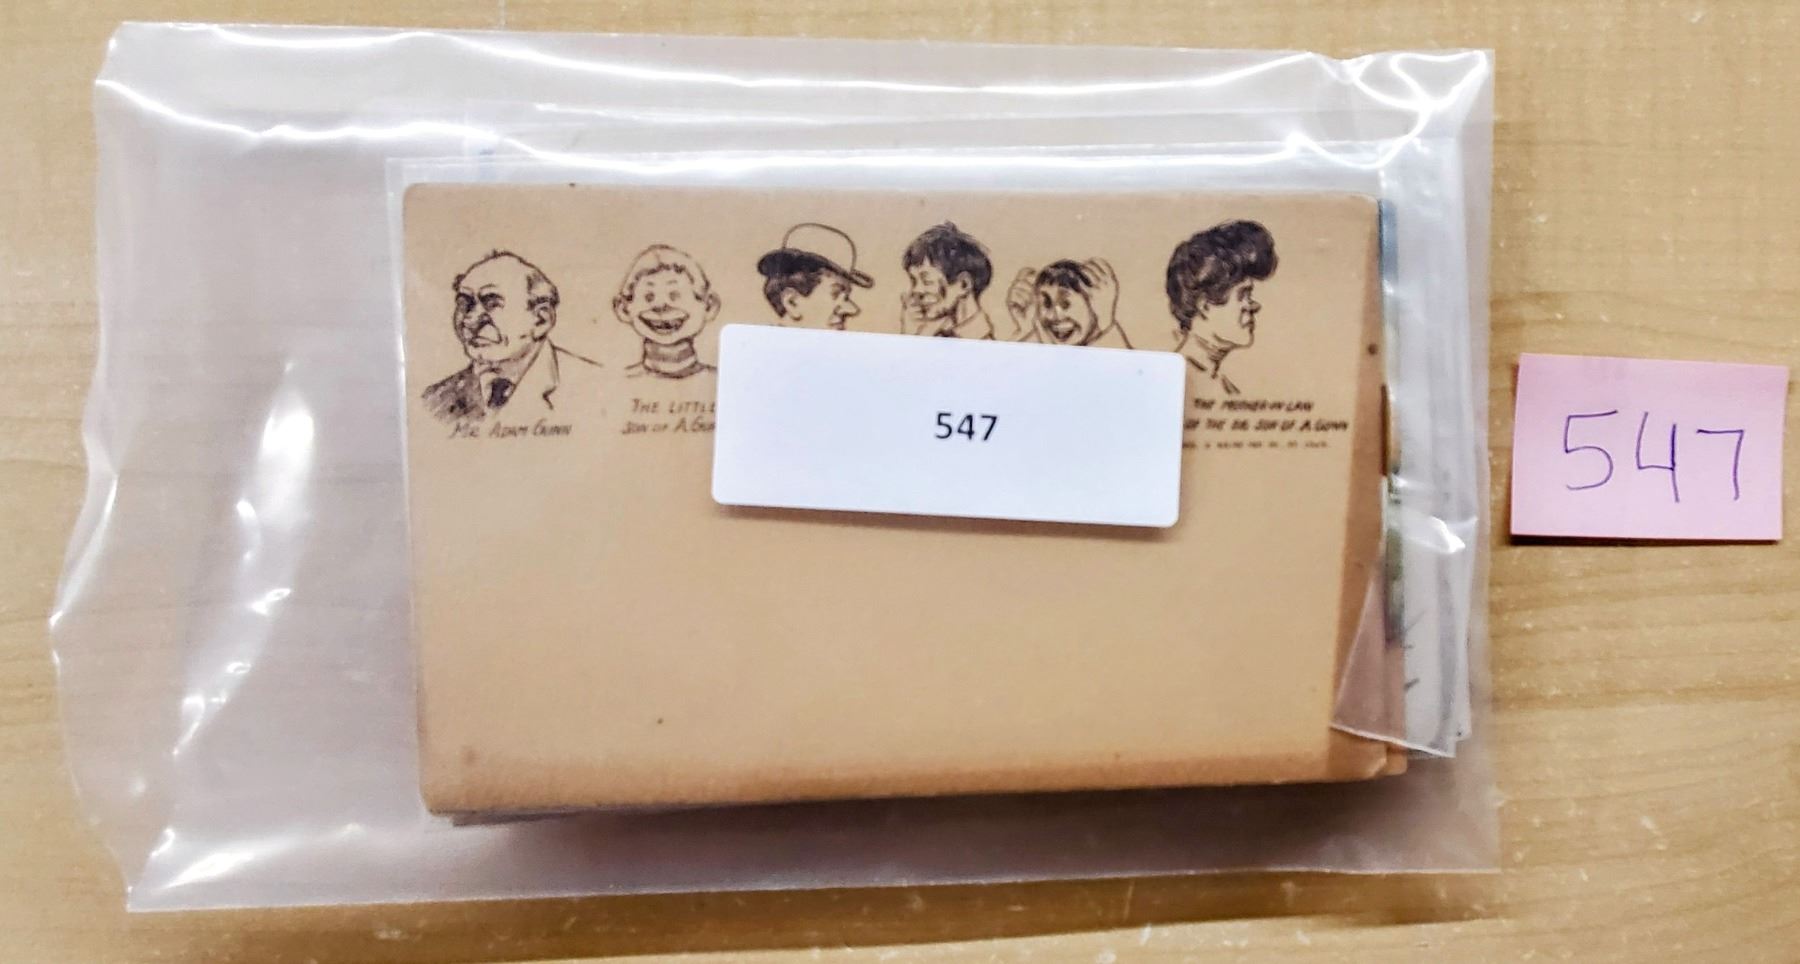 MR. ADAM GUNN
THE LITTLE
SON OF A GU
THE MOTHER-IN-LAW
OF THE BIG SON OF A GUNN
547
547